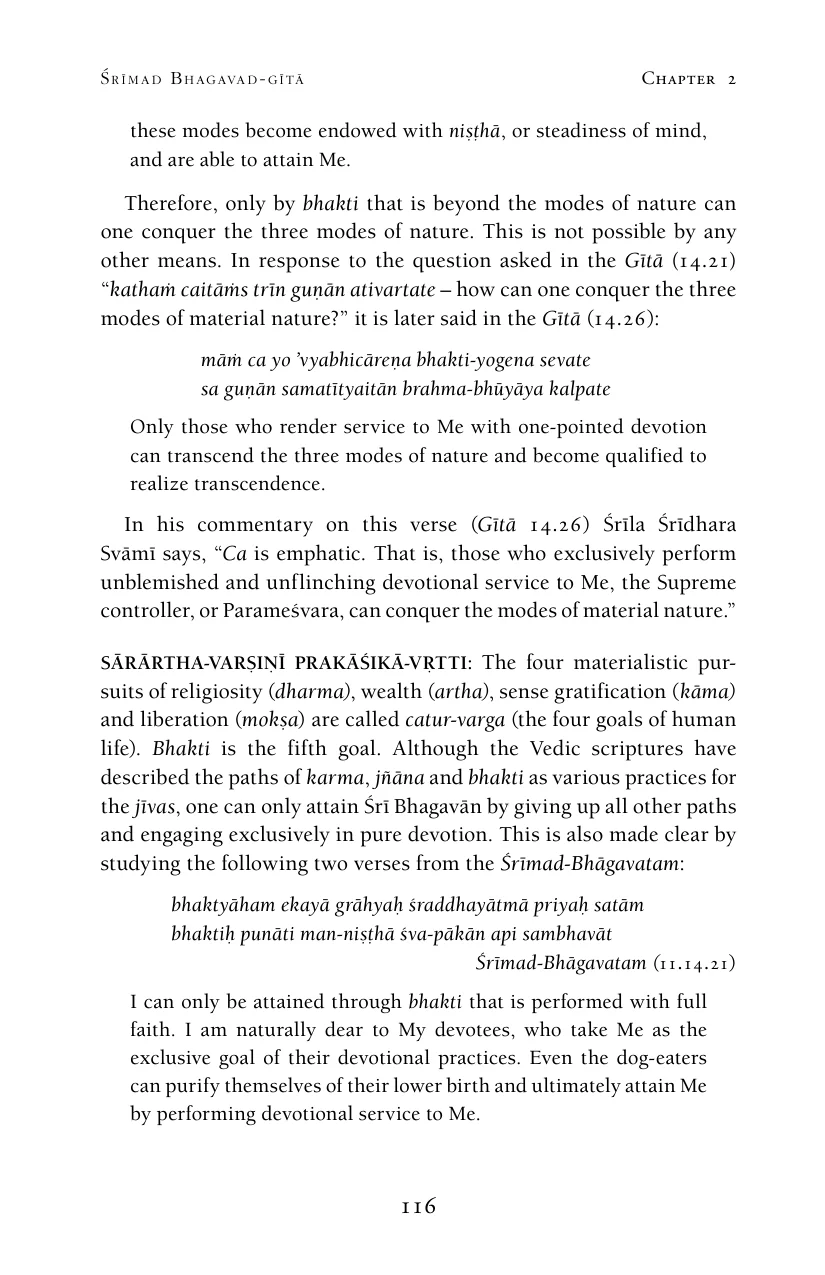 Śrīmad Bhagavad-gītā Chapter 2
these modes become endowed with niṣṭhā, or steadiness of mind,
and are able to attain Me.
Therefore, only by bhakti that is beyond the modes of nature can
one conquer the three modes of nature. This is not possible by any
other means. In response to the question asked in the Gītā (14.21)
“kathaṁ caitāṁs trīn guṇān ativartate – how can one conquer the three
modes of material nature?” it is later said in the Gītā (14.26):
māṁ ca yo ’vyabhicāreṇa bhakti-yogena sevate
sa guṇān samatītyaitān brahma-bhūyāya kalpate
Only those who render service to Me with one-pointed devotion
can transcend the three modes of nature and become qualified to
realize transcendence.
In his commentary on this verse (Gītā 14.26) Śrīla Śrīdhara
Svāmī says, “Ca is emphatic. That is, those who exclusively perform
unblemished and unflinching devotional service to Me, the Supreme
controller, or Parameśvara, can conquer the modes of material nature.”
SĀRĀRTHA-VARṢIṆĪ PRAKĀŚIKĀ-VṚTTI: The four materialistic pur-
suits of religiosity (dharma), wealth (artha), sense gratification (kāma)
and liberation (mokṣa) are called catur-varga (the four goals of human
life). Bhakti is the fifth goal. Although the Vedic scriptures have
described the paths of karma, jñāna and bhakti as various practices for
the jīvas, one can only attain Śrī Bhagavān by giving up all other paths
and engaging exclusively in pure devotion. This is also made clear by
studying the following two verses from the Śrīmad-Bhāgavatam:
bhaktyāham ekayā grāhyaḥ śraddhayātmā priyaḥ satām
bhaktiḥ punāti man-niṣṭhā śva-pākān api sambhavāt
Śrīmad-Bhāgavatam (11.14.21)
I can only be attained through bhakti that is performed with full
faith. I am naturally dear to My devotees, who take Me as the
exclusive goal of their devotional practices. Even the dog-eaters
can purify themselves of their lower birth and ultimately attain Me
by performing devotional service to Me.
116